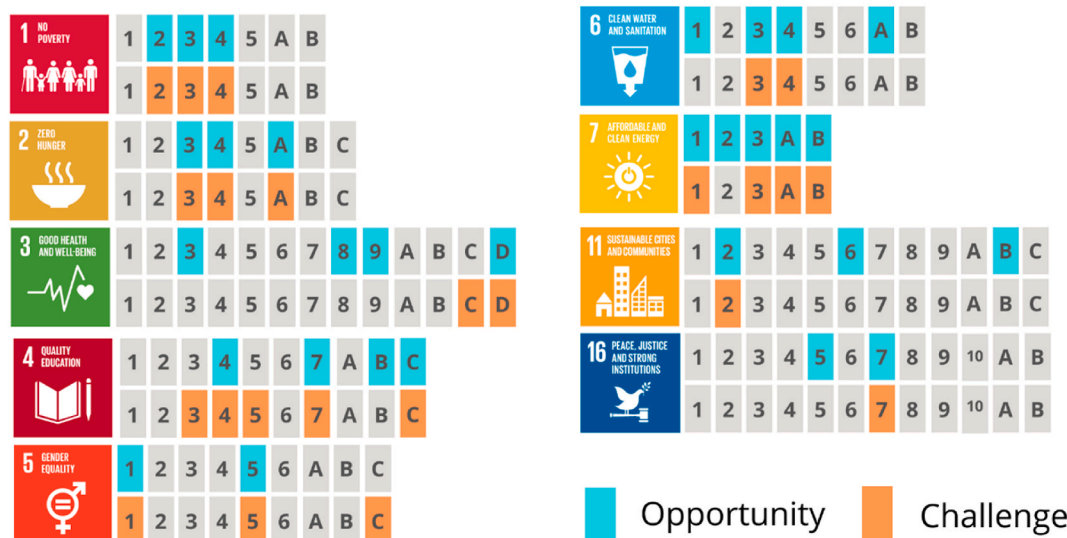 1 NO
POVERTY
1 2 3 4 5 A B
1 2 3 4 5 A B
2 ZERO
HUNGER
1 2 3 4 5 A B C
1 2 3 4 5 A B C
3 GOOD HEALTH
AND WELL-BEING
1 2 3 4 5 6 7 8 9 A B C D
1 2 3 4 5 6 7 8 9 A B C D
4 QUALITY
EDUCATION
1 2 3 4 5 6 7 A B C
1 2 3 4 5 6 7 A B C
5 GENDER
EQUALITY
1 2 3 4 5 6 A B C
1 2 3 4 5 6 A B C
6 CLEAN WATER
AND SANITATION
1 2 3 4 5 6 A B
1 2 3 4 5 6 A B
7 AFFORDABLE AND
CLEAN ENERGY
1 2 3 A B
1 2 3 A B
11 SUSTAINABLE CITIES
AND COMMUNITIES
1 2 3 4 5 6 7 8 9 A B C
1 2 3 4 5 6 7 8 9 A B C
16 PEACE, JUSTICE
AND STRONG
INSTITUTIONS
1 2 3 4 5 6 7 8 9 10 A B
1 2 3 4 5 6 7 8 9 10 A B
Opportunity
Challenge